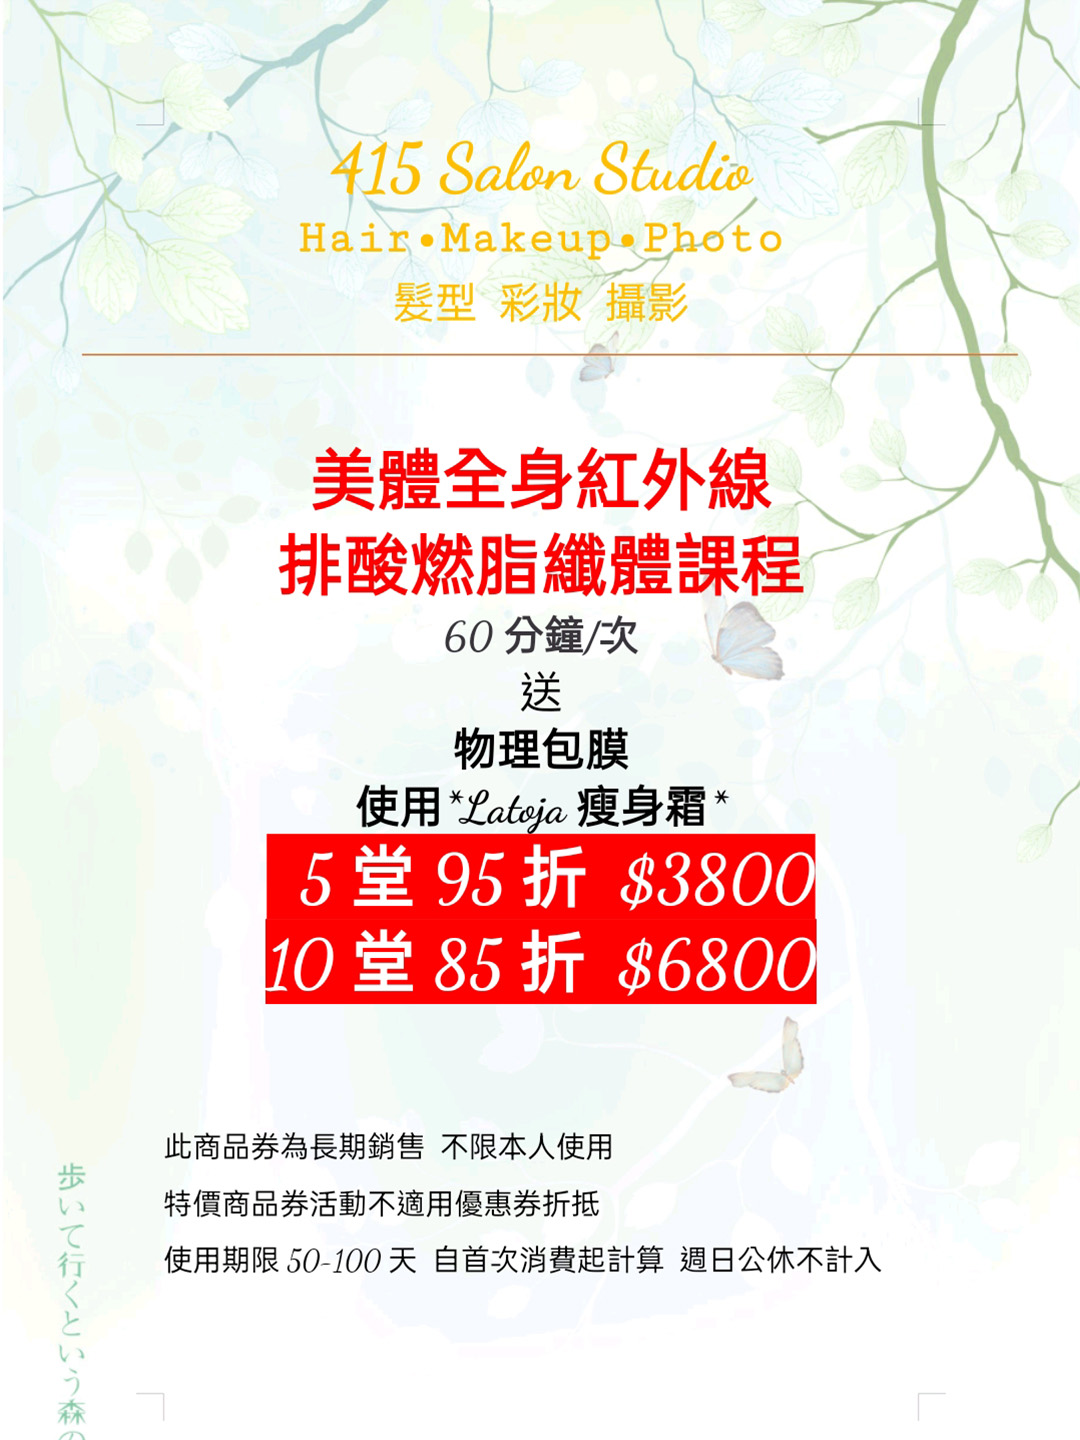 415 Salon Studio
Hair•Makeup•Photo
髮型 彩妝 攝影
美體全身紅外線
排酸燃脂纖體課程
60 分鐘/次
送
物理包膜
使用 *Latoja 瘦身霜*
5 堂 95 折 $3800
10 堂 85 折 $6800
此商品券為長期銷售 不限本人使用
特價商品券活動不適用優惠券折抵
使用期限 50-100 天 自首次消費起計算 週日公休不計入
歩いて行くという森の